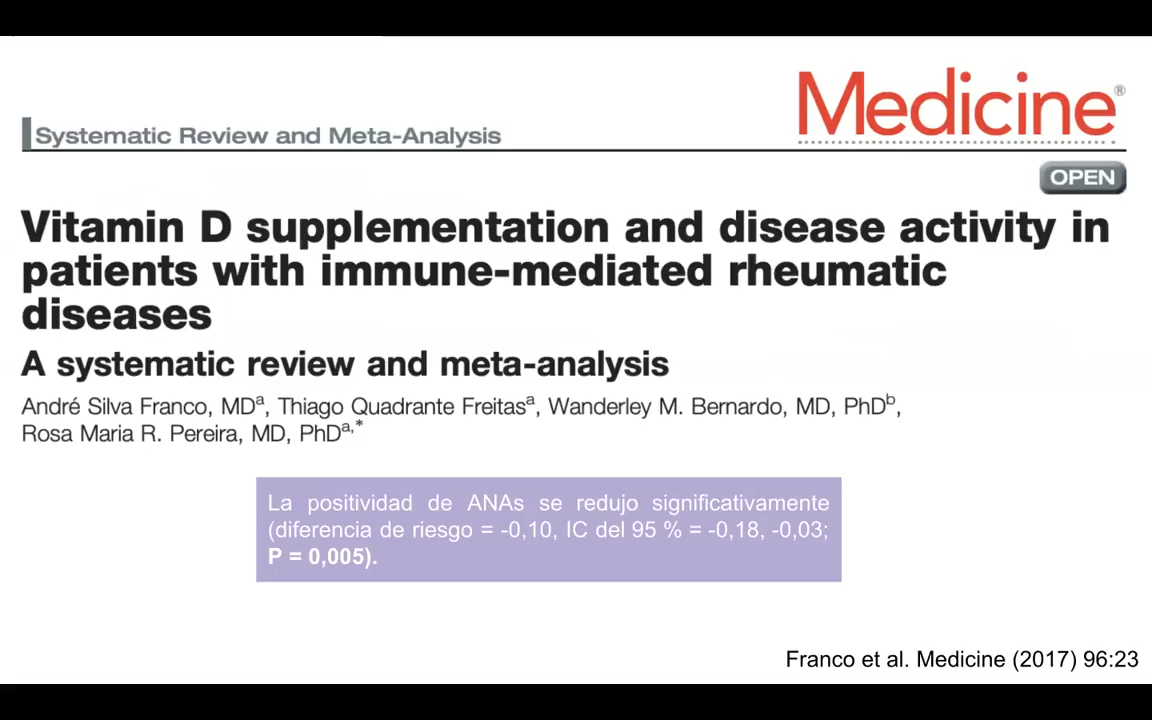 Medicine®
Systematic Review and Meta-Analysis
OPEN
Vitamin D supplementation and disease activity in
patients with immune-mediated rheumatic
diseases
A systematic review and meta-analysis
André Silva Franco, MDa, Thiago Quadrante Freitasa, Wanderley M. Bernardo, MD, PhDb,
Rosa Maria R. Pereira, MD, PhDa,*
La positividad de ANAs se redujo significativamente
(diferencia de riesgo = -0,10, IC del 95 % = -0,18, -0,03;
P = 0,005).
Franco et al. Medicine (2017) 96:23